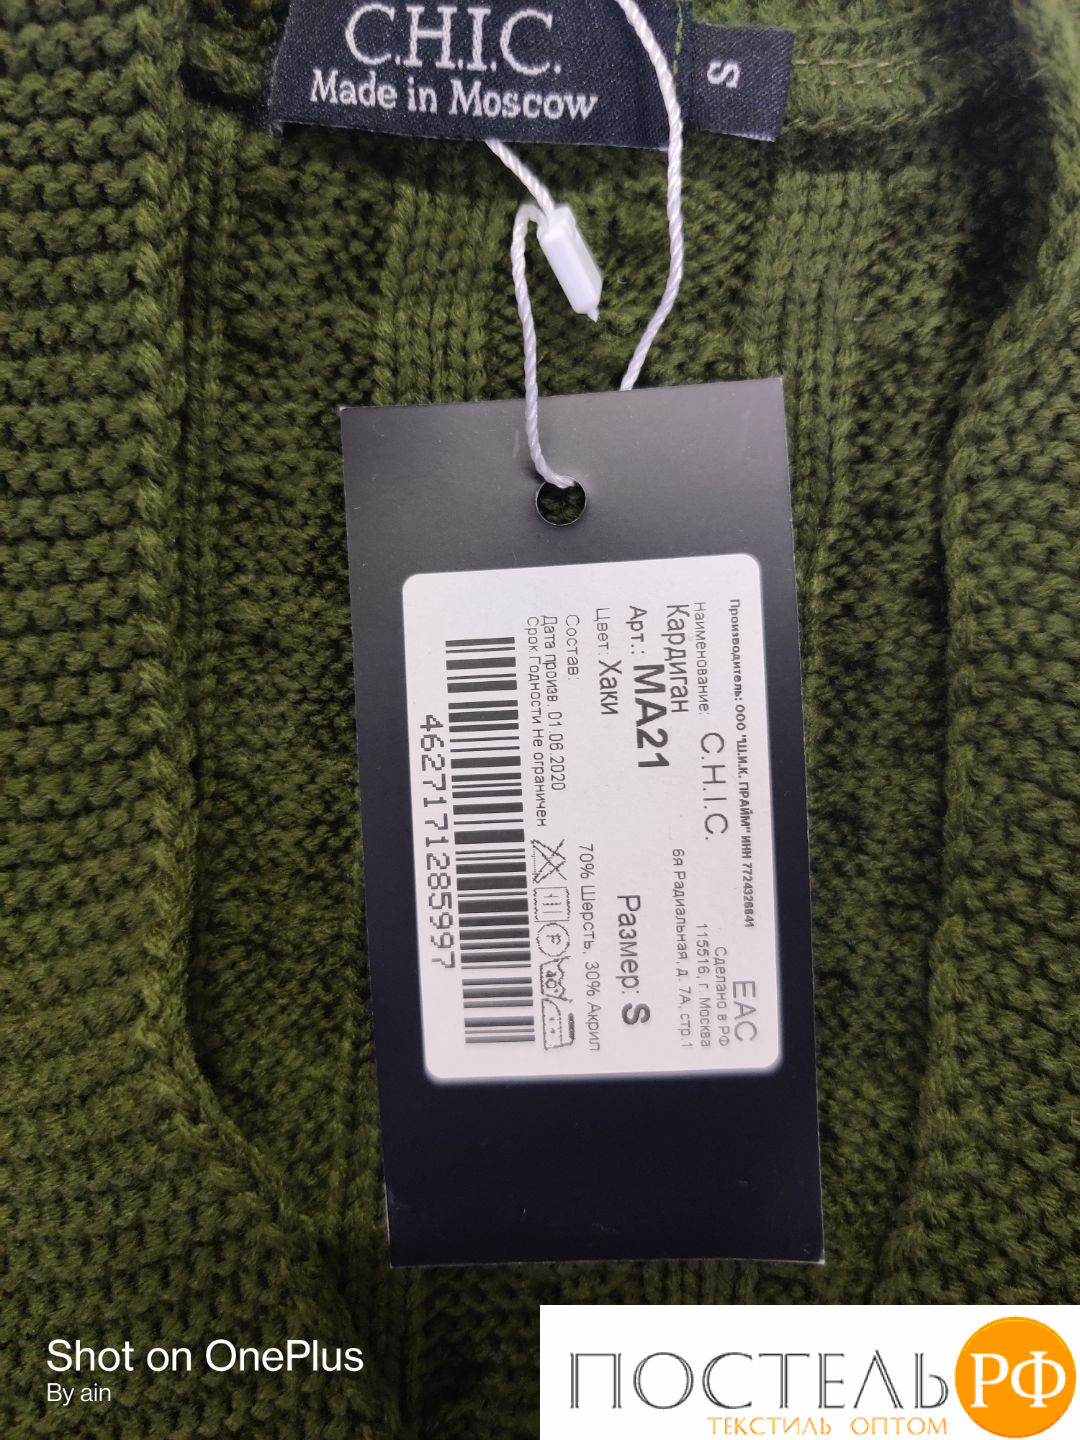 C.H.I.C.
Made in Moscow
S
Производитель: ООО "Ш.И.К. ПРАЙМ" ИНН 7724326641
EAC
Наименование: C.H.I.C.
Сделано в РФ
115516, г. Москва
Кардиган
6я Радиальная, д. 7А, стр.1
Арт.: MA21
Размер: S
Цвет: Хаки
Состав:
70% Шерсть, 30% Акрил
Дата произв. 01.06.2020
Срок Годности Не ограничен
4627171285997
Shot on OnePlus
By ain
ПОСТЕЛЬ РФ
ТЕКСТИЛЬ ОПТОМ